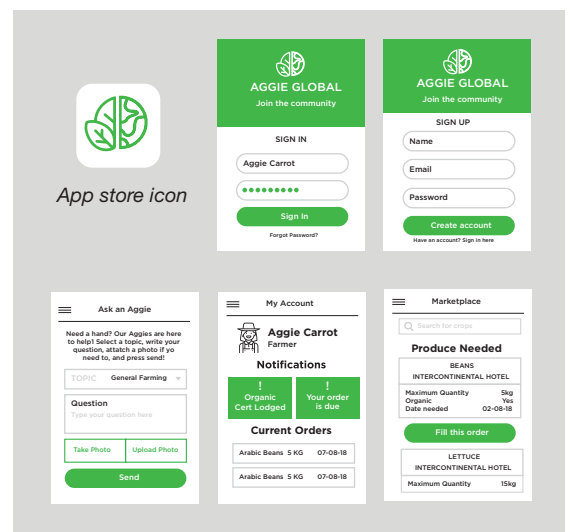 App store icon
AGGIE GLOBAL
Join the community
SIGN IN
Aggie Carrot
Sign In
Forgot Password?
AGGIE GLOBAL
Join the community
SIGN UP
Name
Email
Password
Create account
Have an account? Sign in here
Ask an Aggie
Need a hand? Our Aggies are here
to help1 Select a topic, write your
question, attatch a photo if yo
need to, and press send!
TOPIC General Farming
Question
Type your question here
Take Photo Upload Photo
Send
My Account
Aggie Carrot
Farmer
Notifications
! !
Organic Your order
Cert Lodged is due
Current Orders
Arabic Beans 5 KG 07-08-18
Arabic Beans 5 KG 07-08-18
Marketplace
Search for crops
Produce Needed
BEANS
INTERCONTINENTAL HOTEL
Maximum Quantity 5kg
Organic Yes
Date needed 02-08-18
Fill this order
LETTUCE
INTERCONTINENTAL HOTEL
Maximum Quantity 15kg